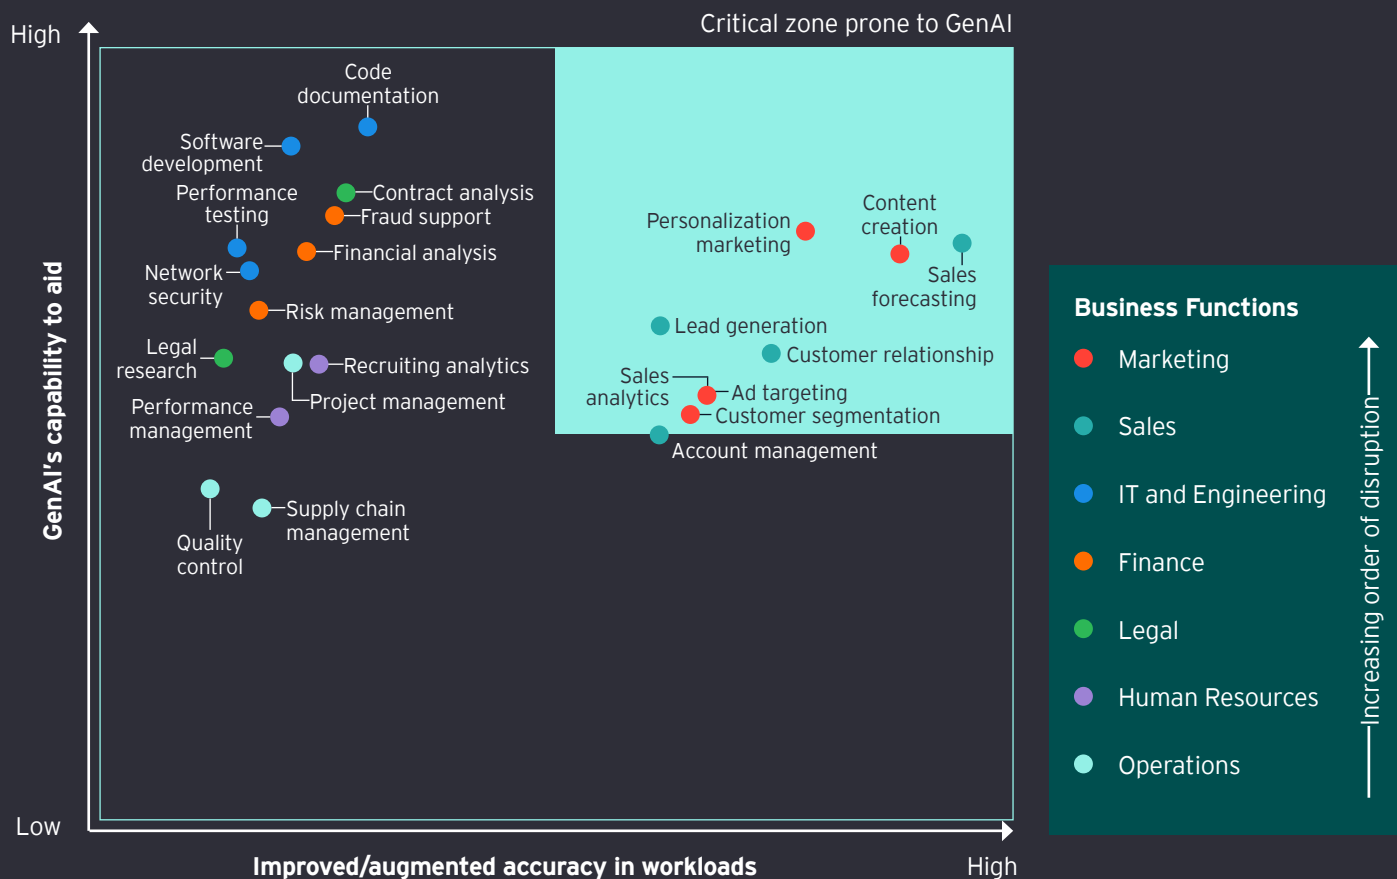 Critical zone prone to GenAI
High
Code
documentation
Software
development
Performance
testing
Contract analysis
Fraud support
Financial analysis
Network
security
Risk management
Legal
research
Recruiting analytics
Project management
Performance
management
Quality
control
Supply chain
management
Personalization
marketing
Content
creation
Sales
forecasting
Lead generation
Customer relationship
Sales
analytics
Ad targeting
Customer segmentation
Account management
GenAI's capability to aid
Low
Improved/augmented accuracy in workloads
High
Business Functions
Marketing
Sales
IT and Engineering
Finance
Legal
Human Resources
Operations
Increasing order of disruption